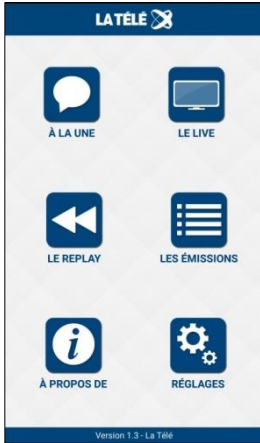 LA TÉLÉ
À LA UNE
LE LIVE
LE REPLAY
LES ÉMISSIONS
À PROPOS DE
RÉGLAGES
Version 1.3 - La Télé